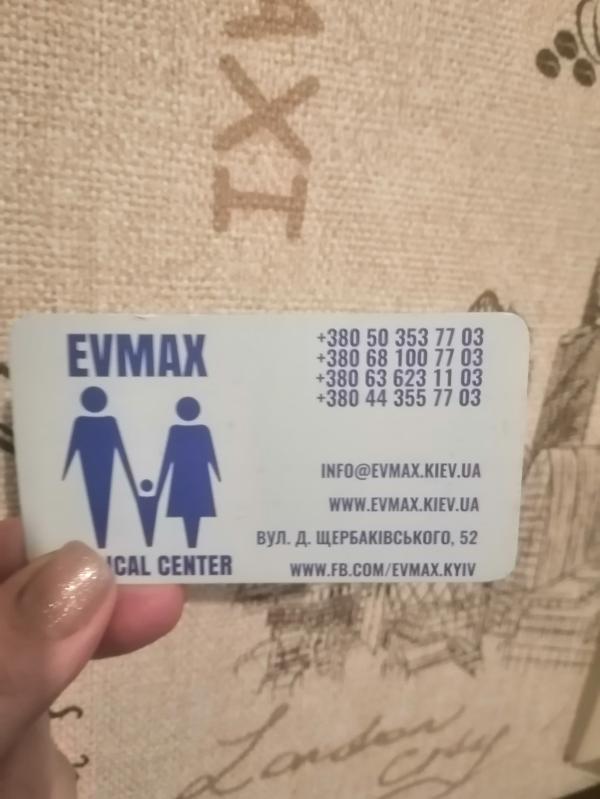 XI
EVMAX
+380 50 353 77 03
+380 68 100 77 03
+380 63 623 11 03
+380 44 355 77 03
INFO@EVMAX.KIEV.UA
WWW.EVMAX.KIEV.UA
ВУЛ. Д. ЩЕРБАКІВСЬКОГО, 52
ICAL CENTER
WWW.FB.COM/EVMAX.KYIV
London